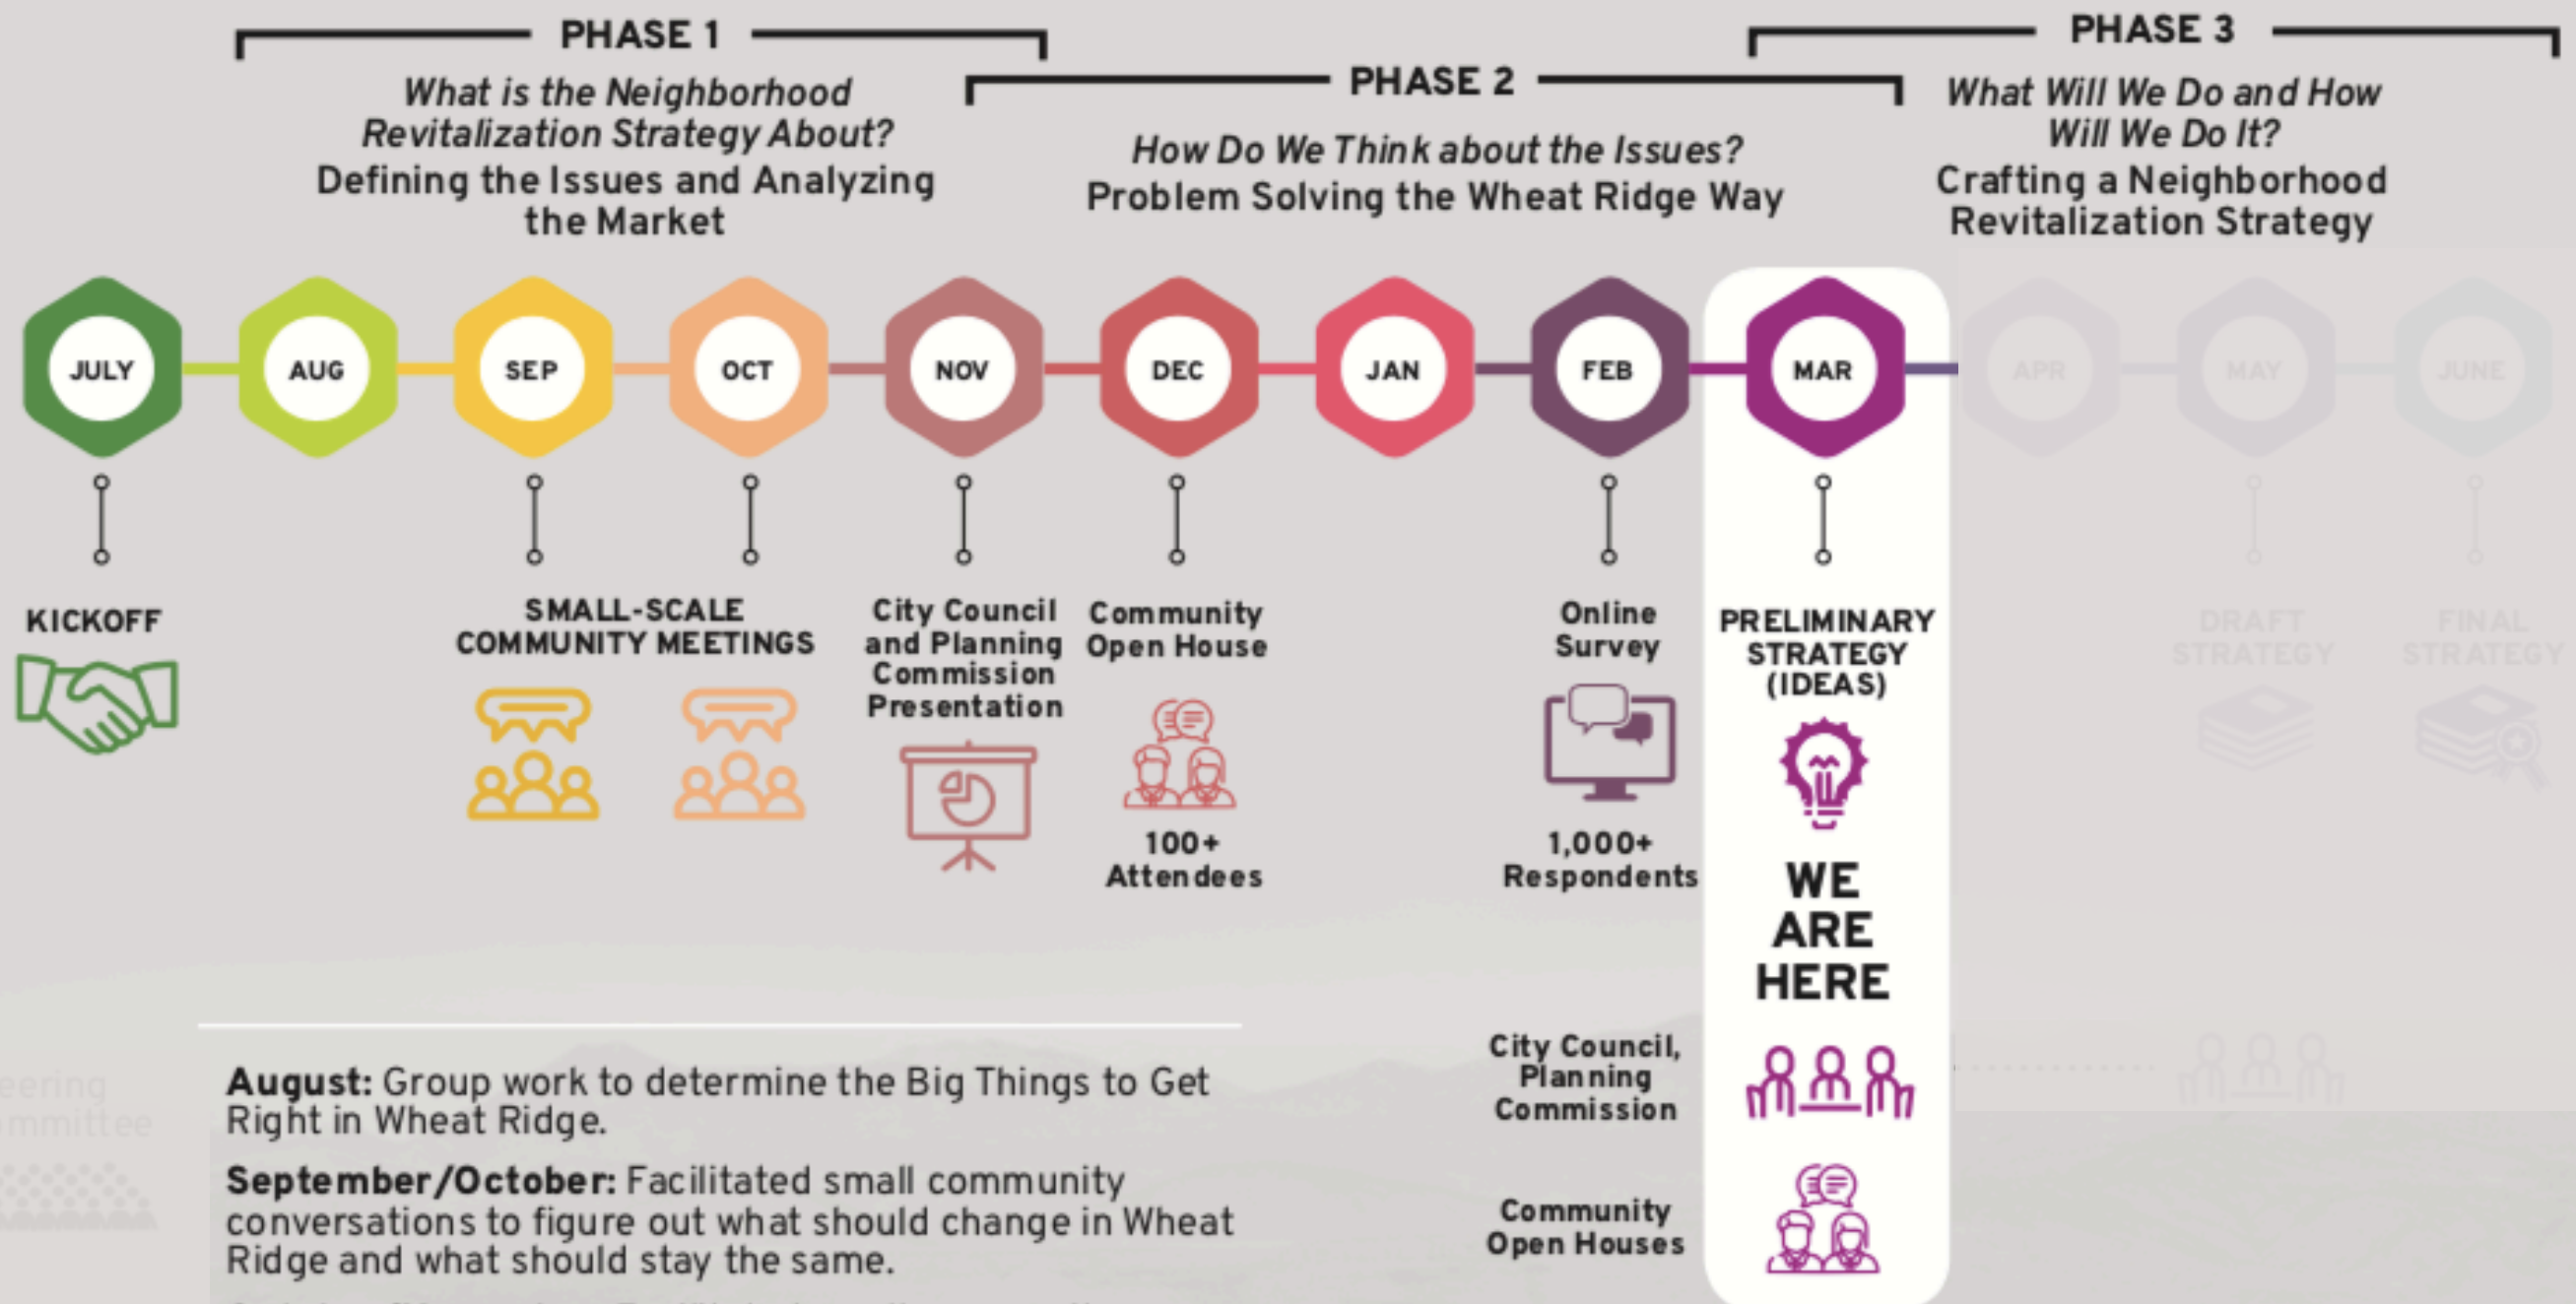 PHASE 1
What is the Neighborhood
Revitalization Strategy About?
Defining the Issues and Analyzing
the Market
PHASE 2
How Do We Think about the Issues?
Problem Solving the Wheat Ridge Way
PHASE 3
What Will We Do and How
Will We Do It?
Crafting a Neighborhood
Revitalization Strategy
JULY
AUG
SEP
OCT
NOV
DEC
JAN
FEB
MAR
APR
MAY
JUNE
KICKOFF
SMALL-SCALE
COMMUNITY MEETINGS
City Council
and Planning
Commission
Presentation
Community
Open House
100+
Attendees
Online
Survey
1,000+
Respondents
PRELIMINARY
STRATEGY
(IDEAS)
WE
ARE
HERE
DRAFT
STRATEGY
FINAL
STRATEGY
City Council,
Planning
Commission
Community
Open Houses
eering
mmittee
August: Group work to determine the Big Things to Get
Right in Wheat Ridge.
September/October: Facilitated small community
conversations to figure out what should change in Wheat
Ridge and what should stay the same.